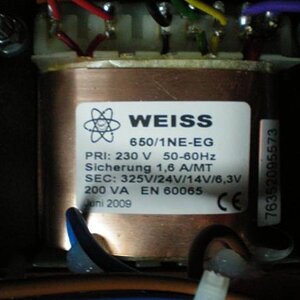 WEISS
650/1NE-EG
PRI: 230 V 50-60Hz
Sicherung 1,6 A/MT
SEC: 325V/24V/14V/6,3V
200 VA EN 60065
Juni 2009
CE
76352005573